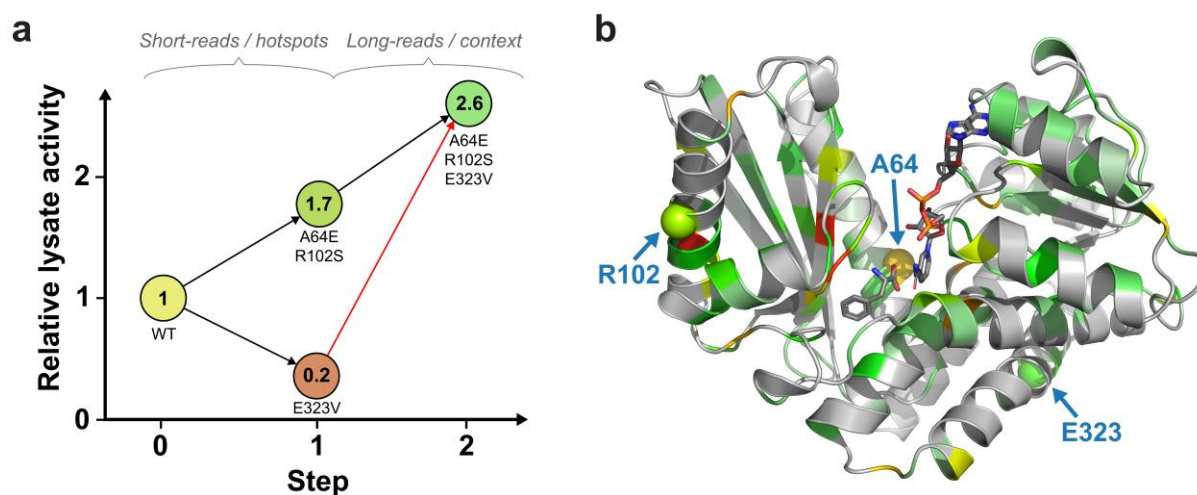 a
Short-reads / hotspots
Long-reads / context
Relative lysate activity
2
1
0
2.6
A64E
R102S
E323V
1.7
A64E
R102S
1
WT
0.2
E323V
0
1
2
Step
b
A64
R102
E323